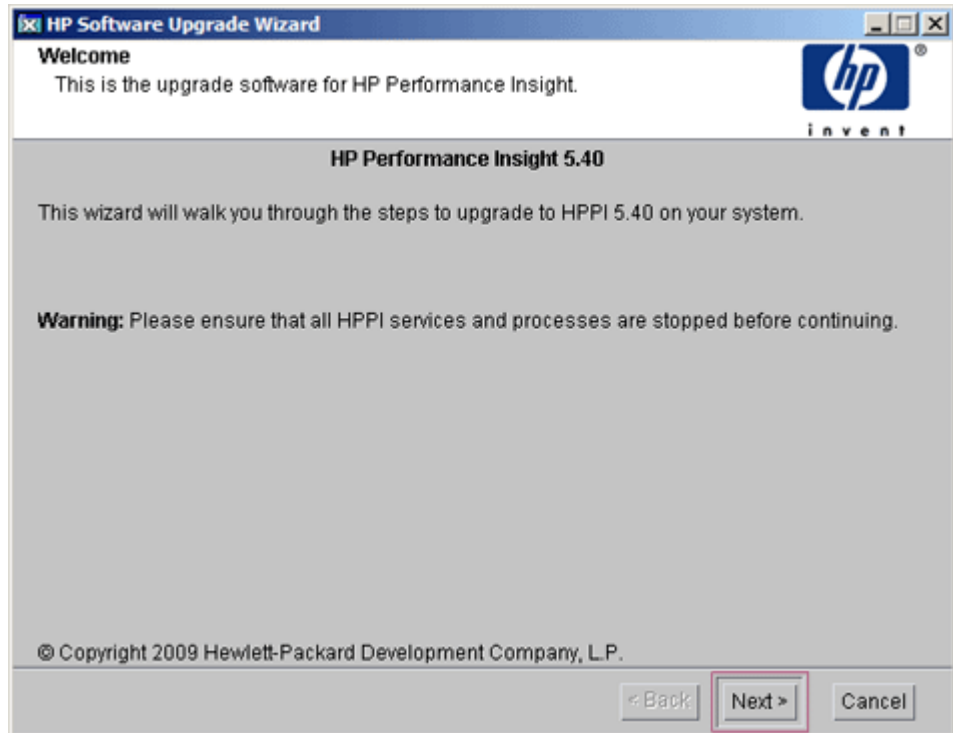 HP Software Upgrade Wizard
Welcome
This is the upgrade software for HP Performance Insight.
hp ®
invent
HP Performance Insight 5.40
This wizard will walk you through the steps to upgrade to HPPI 5.40 on your system.
Warning: Please ensure that all HPPI services and processes are stopped before continuing.
© Copyright 2009 Hewlett-Packard Development Company, L.P.
< Back Next > Cancel